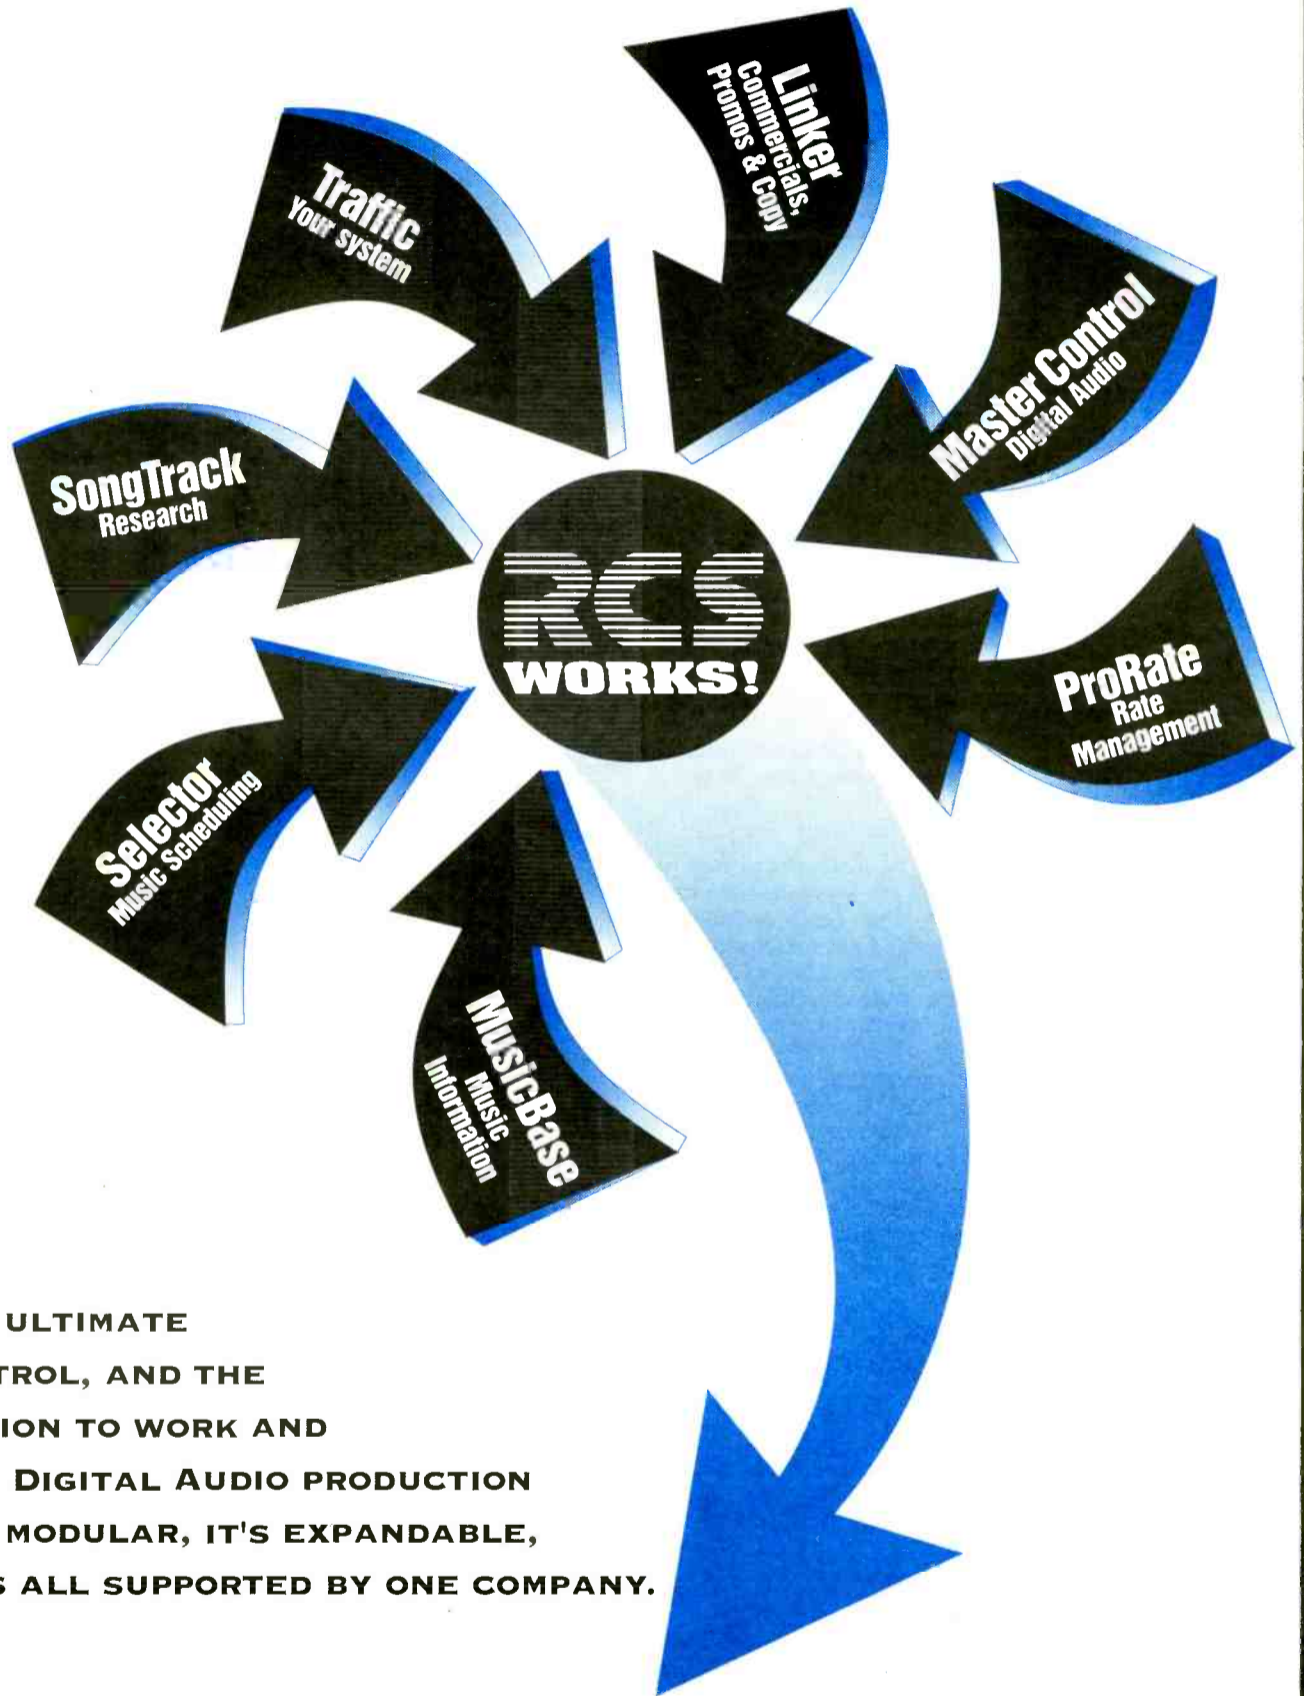 Linker
Commercials,
Promos & Copy
Traffic
Your system
Master Control
Digital Audio
SongTrack
Research
RCS
WORKS!
ProRate
Rate
Management
Selector
Music Scheduling
MusicBase
Music
Information
ULTIMATE
TROL, AND THE
ION TO WORK AND
DIGITAL AUDIO PRODUCTION
MODULAR, IT'S EXPANDABLE,
S ALL SUPPORTED BY ONE COMPANY.